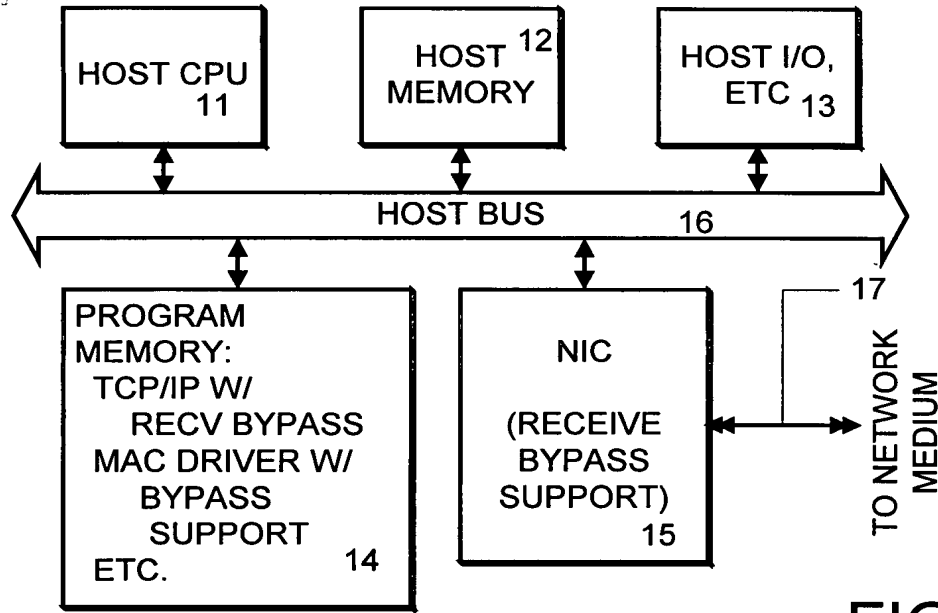 HOST CPU
11
HOST
12
MEMORY
HOST I/O,
ETC
13
HOST BUS
16
PROGRAM
MEMORY:
TCP/IP W/
RECV BYPASS
MAC DRIVER W/
BYPASS
SUPPORT
ETC.
14
NIC
(RECEIVE
BYPASS
SUPPORT)
15
17
TO NETWORK
MEDIUM